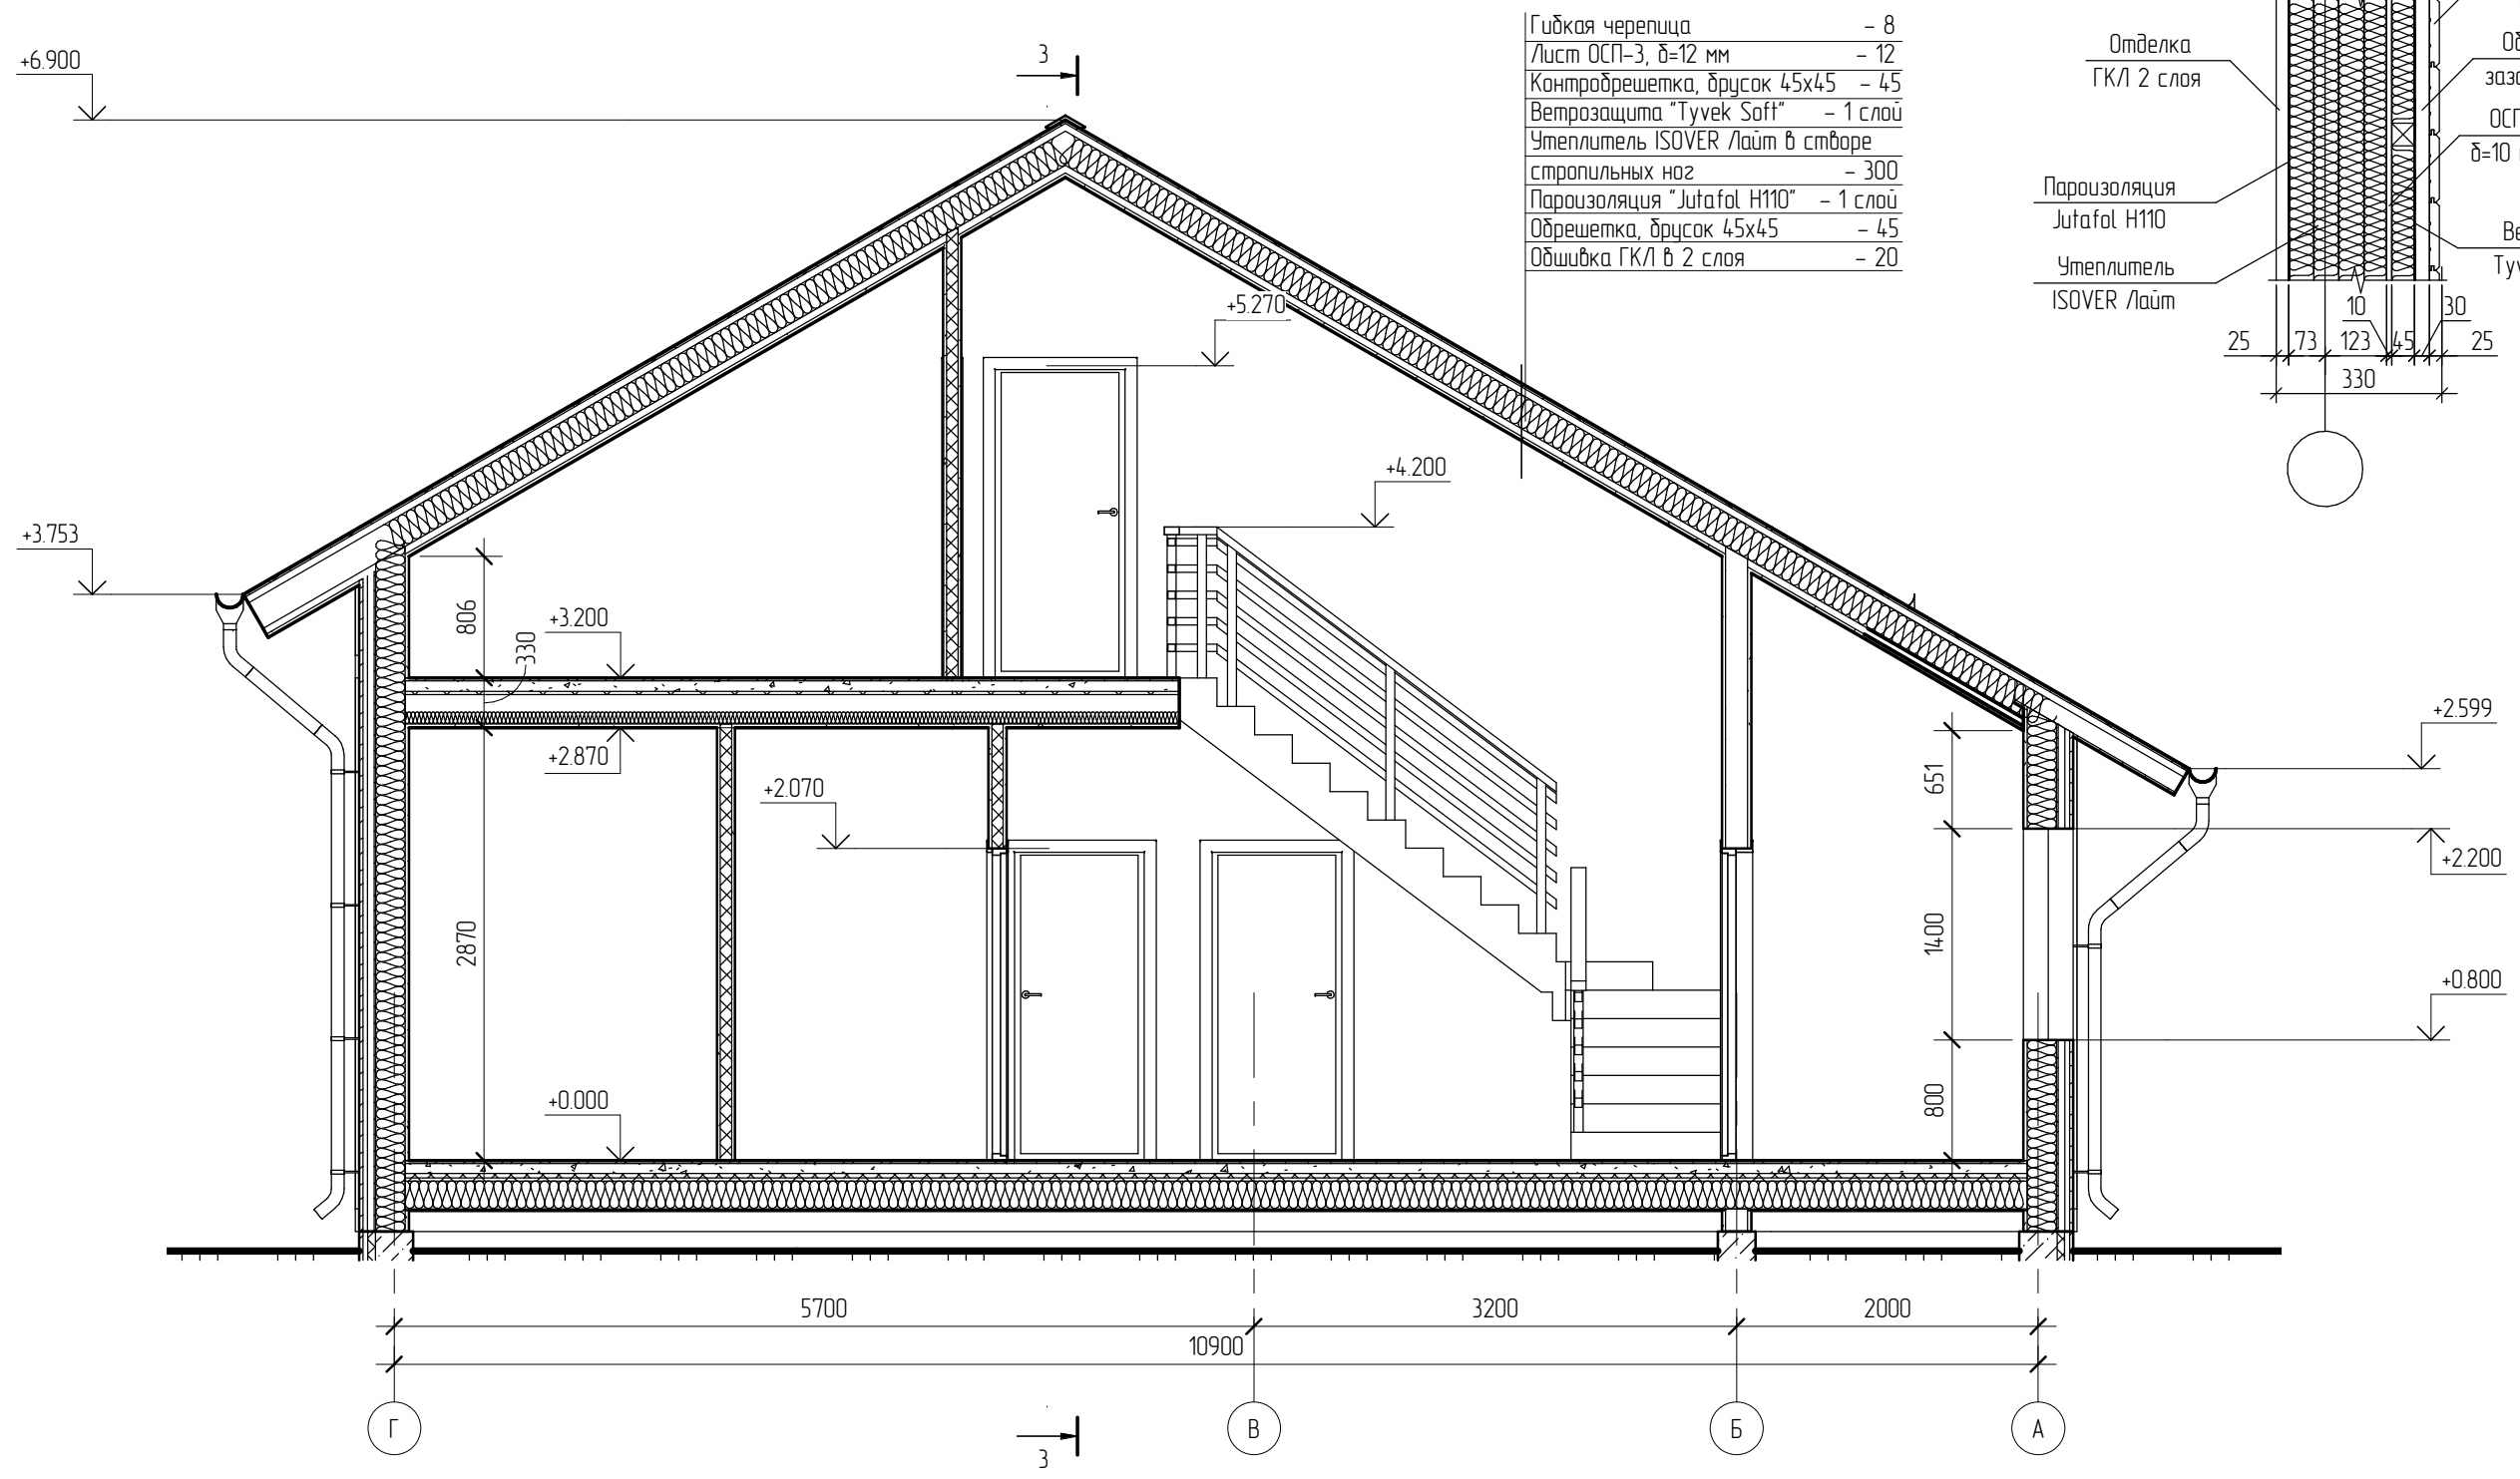 Гибкая черепица – 8
Лист ОСП-3, δ=12 мм – 12
Контробрешетка, брусок 45х45 – 45
Ветрозащита "Tyvek Soft" – 1 слой
Утеплитель ISOVER Лайт в створе
стропильных ног – 300
Пароизоляция "Jutafol H110" – 1 слой
Обрешетка, брусок 45х45 – 45
Обшивка ГКЛ в 2 слоя – 20
Отделка
ГКЛ 2 слоя
Пароизоляция
Jutafol H110
Утеплитель
ISOVER Лайт
δ=10
10
30
25
73
123
45
25
330
3
+6.900
+5.270
+4.200
+3.753
806
+3.200
330
+2.870
+2.070
2870
+0.000
+2.599
651
+2.200
1400
+0.800
800
5700
3200
2000
10900
Г
В
Б
А
3